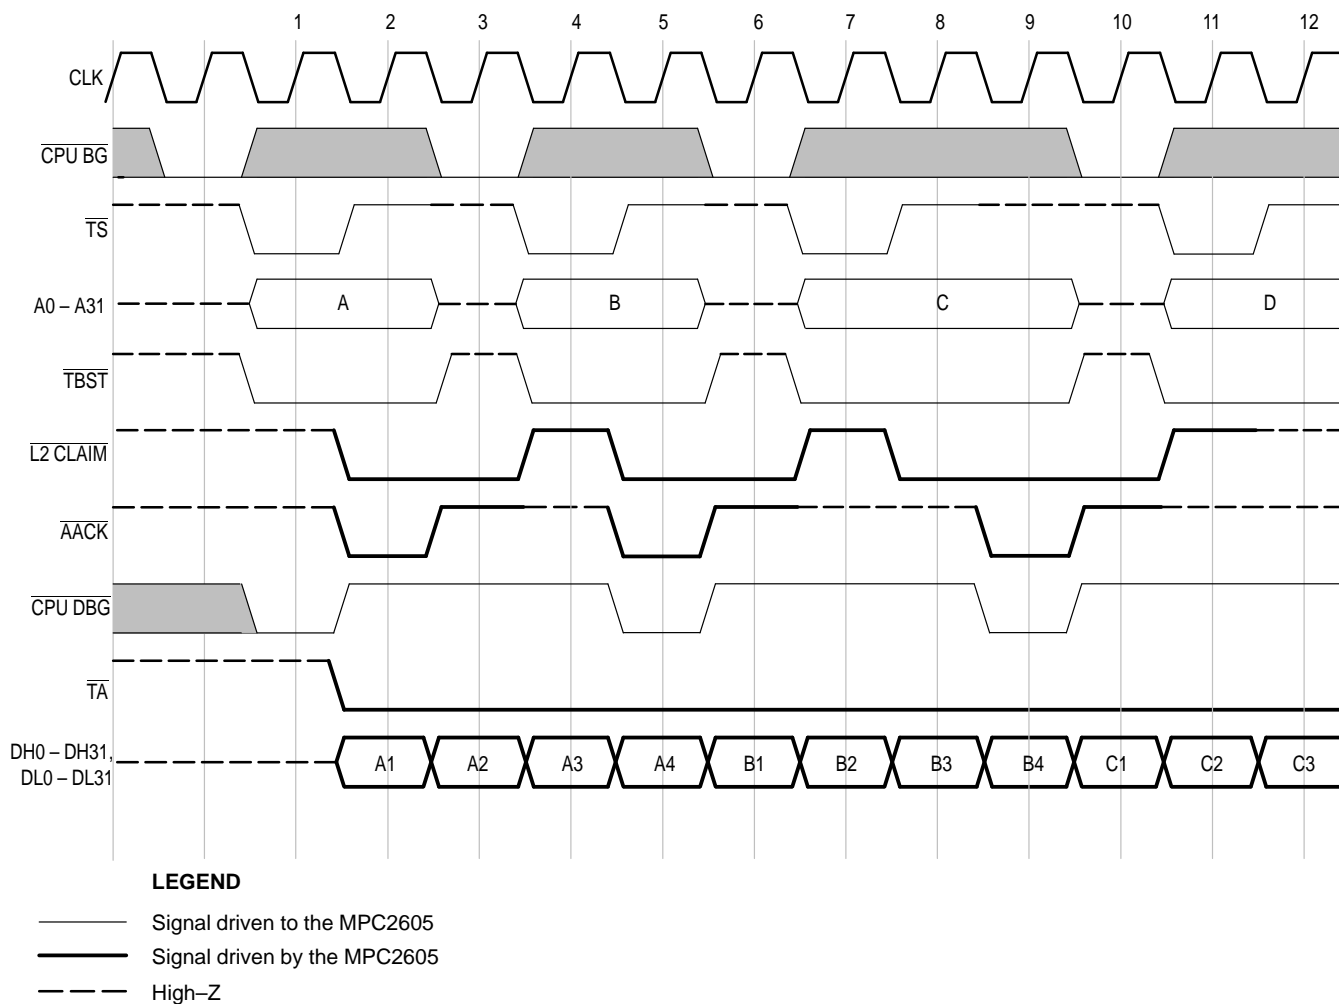 1 2 3 4 5 6 7 8 9 10 11 12
CLK
CPU BG
TS
A0 – A31 A B C D
TBST
L2 CLAIM
AACK
CPU DBG
TA
DH0 – DH31,
DL0 – DL31
A1 A2 A3 A4 B1 B2 B3 B4 C1 C2 C3
LEGEND
Signal driven to the MPC2605
Signal driven by the MPC2605
High–Z